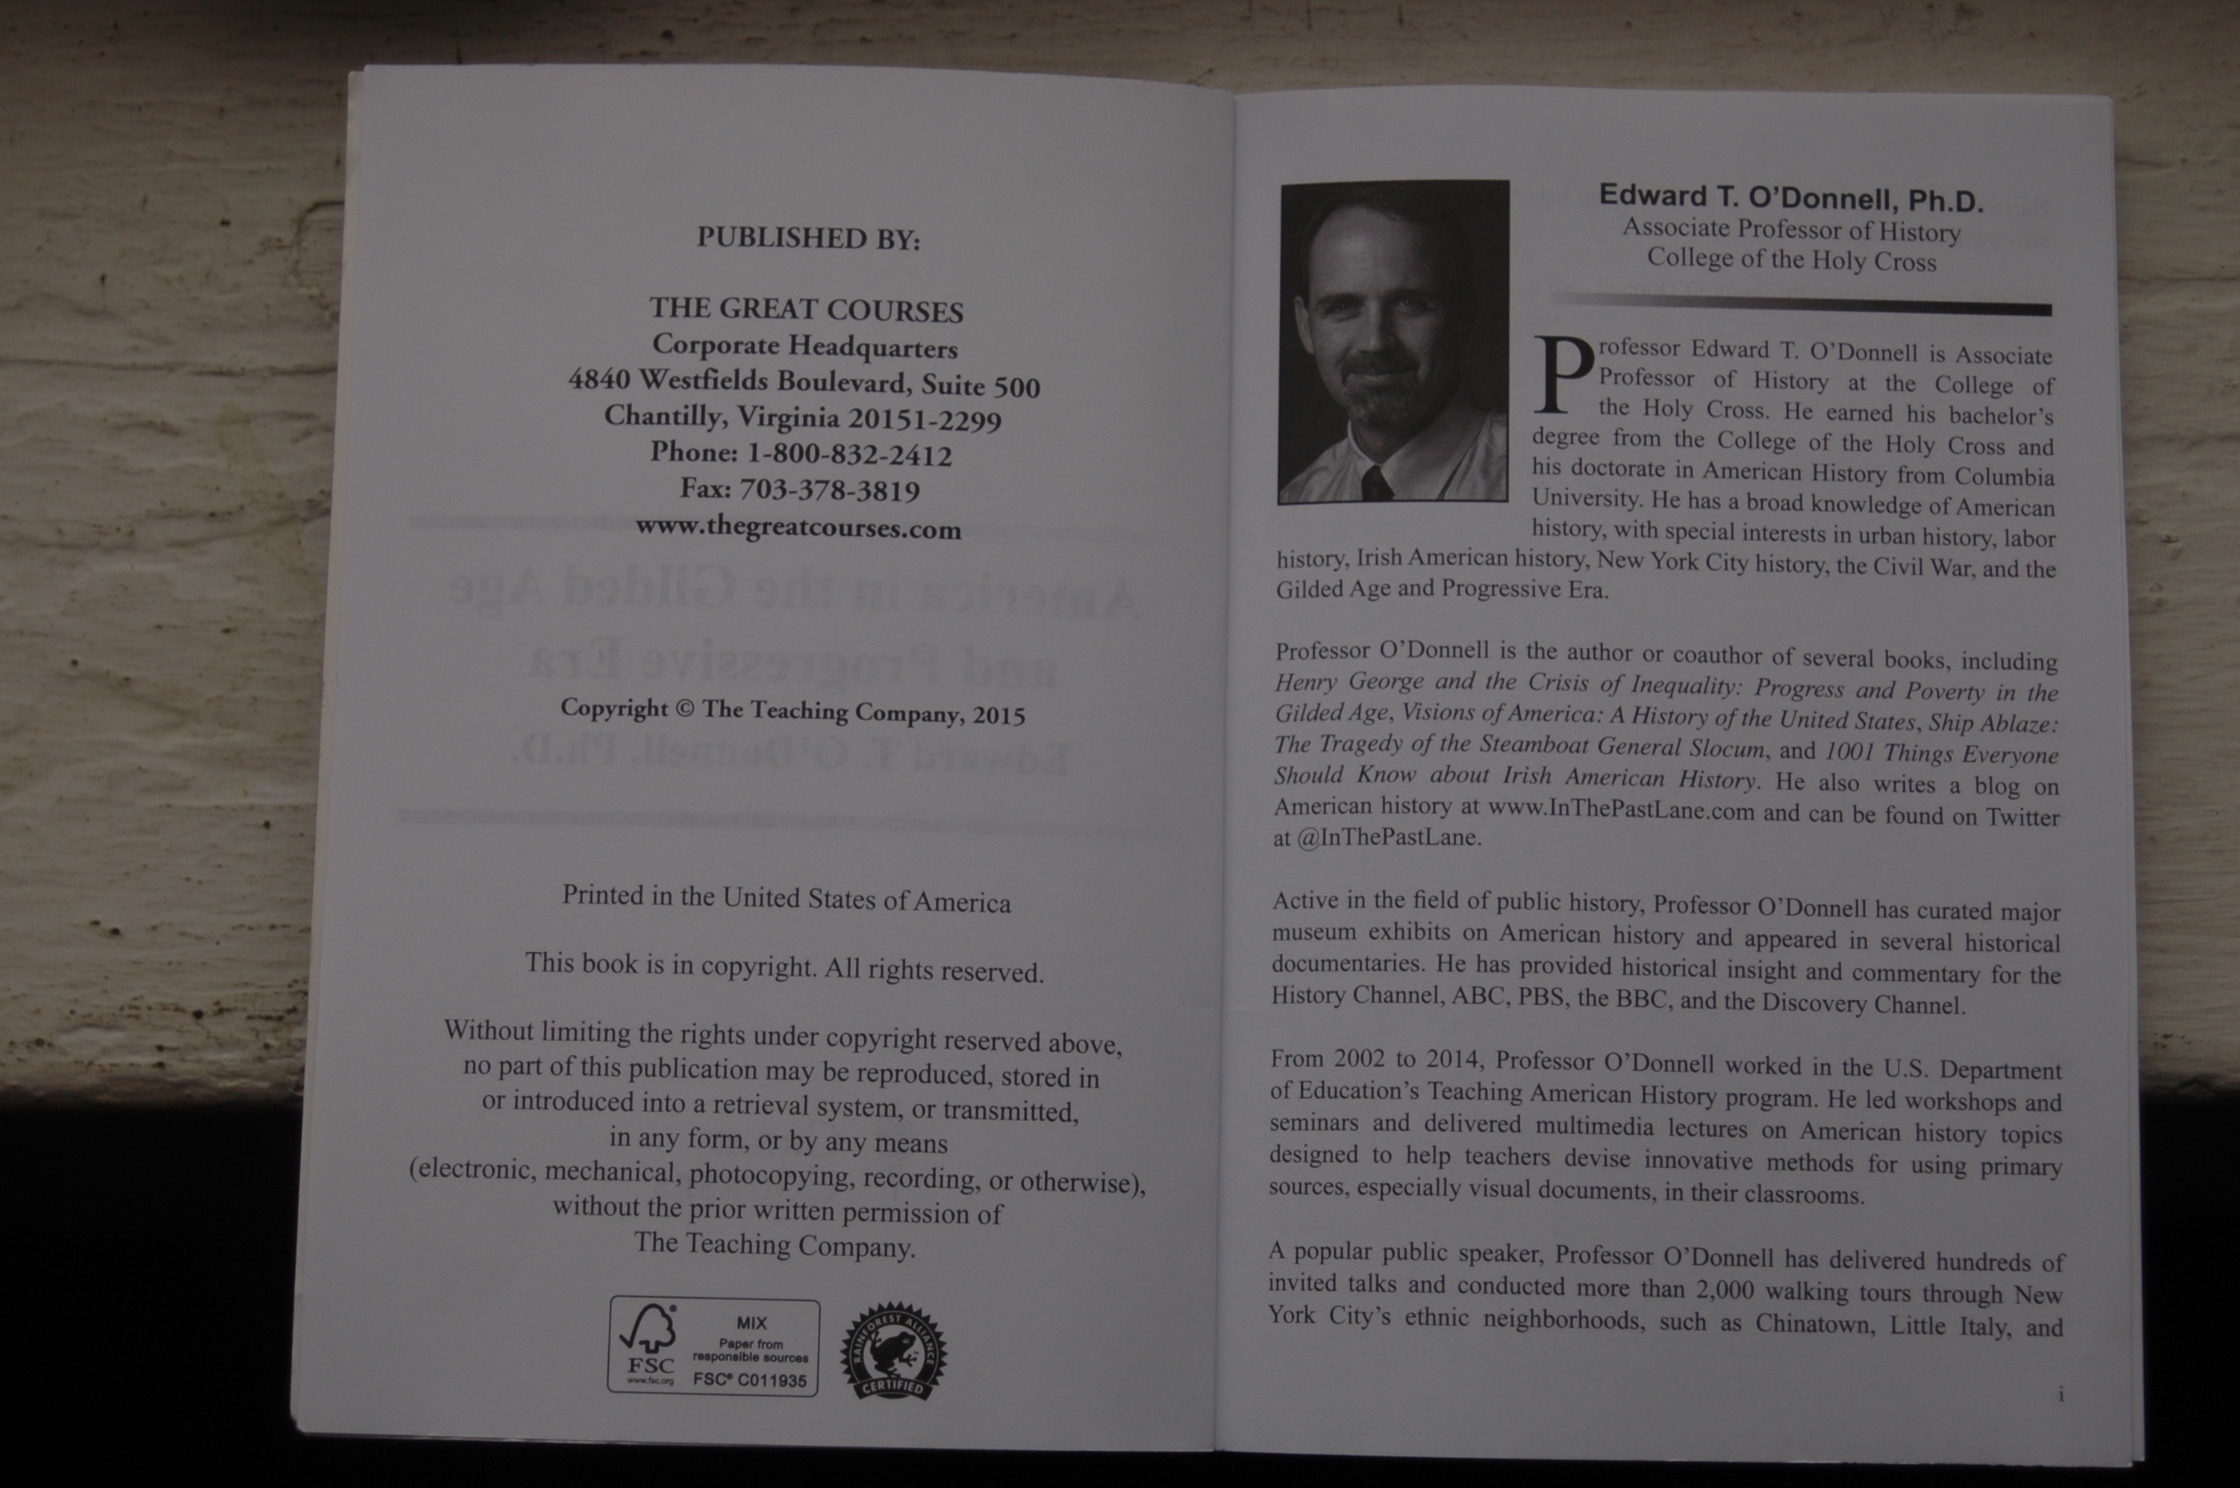 PUBLISHED BY:
THE GREAT COURSES
Corporate Headquarters
4840 Westfields Boulevard, Suite 500
Chantilly, Virginia 20151-2299
Phone: 1-800-832-2412
Fax: 703-378-3819
www.thegreatcourses.com
America in the Gilded Age
and Progressive Era
Copyright © The Teaching Company, 2015
Edward T. O'Donnell, Ph.D.
Printed in the United States of America
This book is in copyright. All rights reserved.
Without limiting the rights under copyright reserved above,
no part of this publication may be reproduced, stored in
or introduced into a retrieval system, or transmitted,
in any form, or by any means
(electronic, mechanical, photocopying, recording, or otherwise),
without the prior written permission of
The Teaching Company.
FSC
www.fsc.org
MIX
Paper from
responsible sources
FSC® C011935
RAINFOREST ALLIANCE
CERTIFIED
Edward T. O'Donnell, Ph.D.
Associate Professor of History
College of the Holy Cross
Professor Edward T. O'Donnell is Associate
Professor of History at the College of
the Holy Cross. He earned his bachelor's
degree from the College of the Holy Cross and
his doctorate in American History from Columbia
University. He has a broad knowledge of American
history, with special interests in urban history, labor
history, Irish American history, New York City history, the Civil War, and the
Gilded Age and Progressive Era.
Professor O'Donnell is the author or coauthor of several books, including
Henry George and the Crisis of Inequality: Progress and Poverty in the
Gilded Age, Visions of America: A History of the United States, Ship Ablaze:
The Tragedy of the Steamboat General Slocum, and 1001 Things Everyone
Should Know about Irish American History. He also writes a blog on
American history at www.InThePastLane.com and can be found on Twitter
at @InThePastLane.
Active in the field of public history, Professor O'Donnell has curated major
museum exhibits on American history and appeared in several historical
documentaries. He has provided historical insight and commentary for the
History Channel, ABC, PBS, the BBC, and the Discovery Channel.
From 2002 to 2014, Professor O'Donnell worked in the U.S. Department
of Education's Teaching American History program. He led workshops and
seminars and delivered multimedia lectures on American history topics
designed to help teachers devise innovative methods for using primary
sources, especially visual documents, in their classrooms.
A popular public speaker, Professor O'Donnell has delivered hundreds of
invited talks and conducted more than 2,000 walking tours through New
York City's ethnic neighborhoods, such as Chinatown, Little Italy, and
i